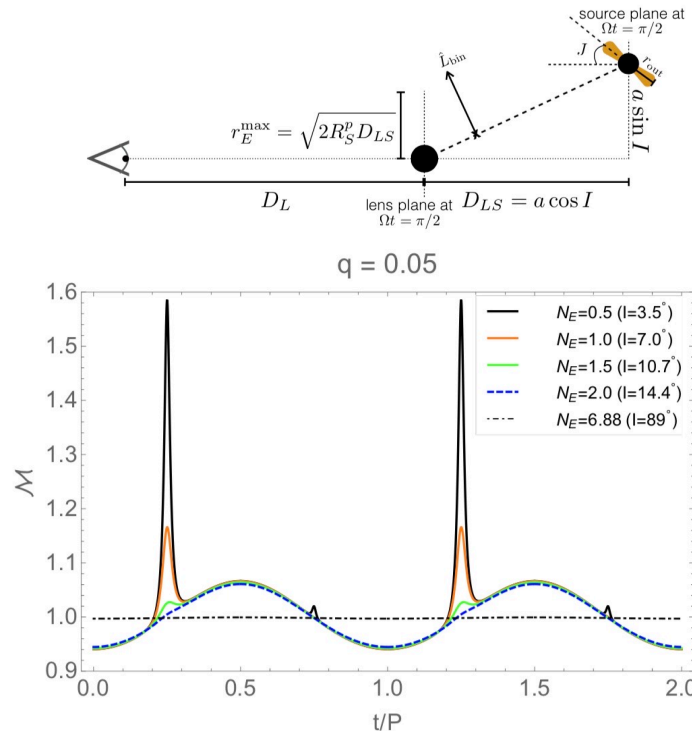 source plane at
Ωt = π/2
J
r_out
L̂_bin
r_E^max = √(2R_S^p D_LS)
a sin I
D_L
lens plane at
Ωt = π/2
D_LS = a cos I
q = 0.05
N_E=0.5 (I=3.5°)
N_E=1.0 (I=7.0°)
N_E=1.5 (I=10.7°)
N_E=2.0 (I=14.4°)
N_E=6.88 (I=89°)
ℳ
1.6
1.5
1.4
1.3
1.2
1.1
1.0
0.9
0.0 0.5 1.0 1.5 2.0
t/P